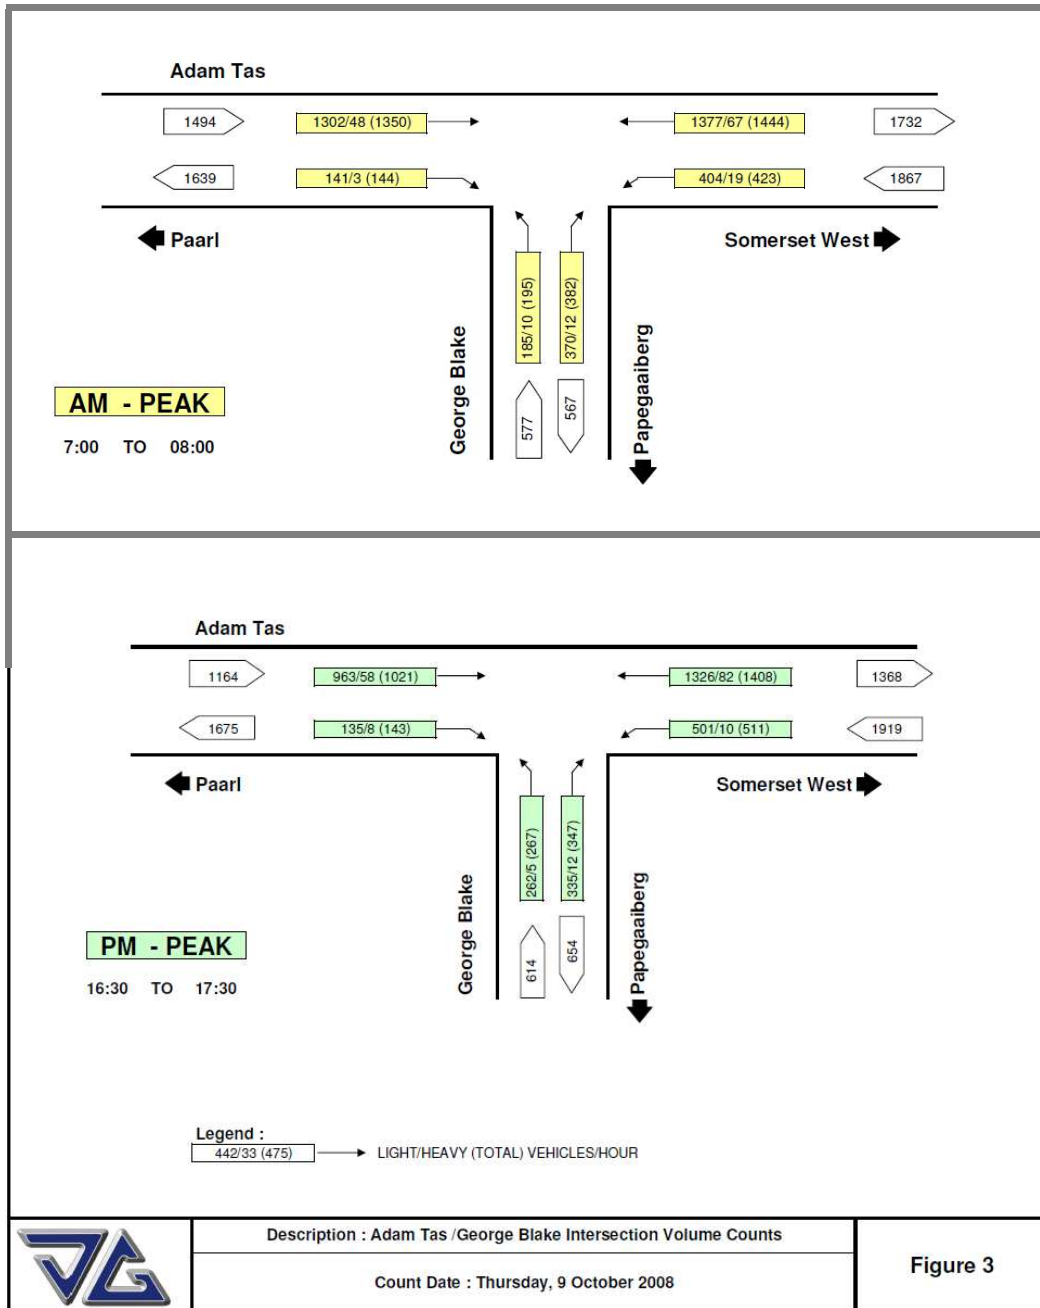 Adam Tas
1494
1302/48 (1350)
1377/67 (1444)
1732
1639
141/3 (144)
404/19 (423)
1867
Paarl
Somerset West
185/10 (195)
370/12 (382)
George Blake
Papegaaiberg
577
567
AM - PEAK
7:00 TO 08:00
Adam Tas
1164
963/58 (1021)
1326/82 (1408)
1368
1675
135/8 (143)
501/10 (511)
1919
Paarl
Somerset West
262/5 (267)
335/12 (347)
George Blake
Papegaaiberg
614
654
PM - PEAK
16:30 TO 17:30
Legend :
442/33 (475)
LIGHT/HEAVY (TOTAL) VEHICLES/HOUR
Description : Adam Tas /George Blake Intersection Volume Counts
Count Date : Thursday, 9 October 2008
Figure 3